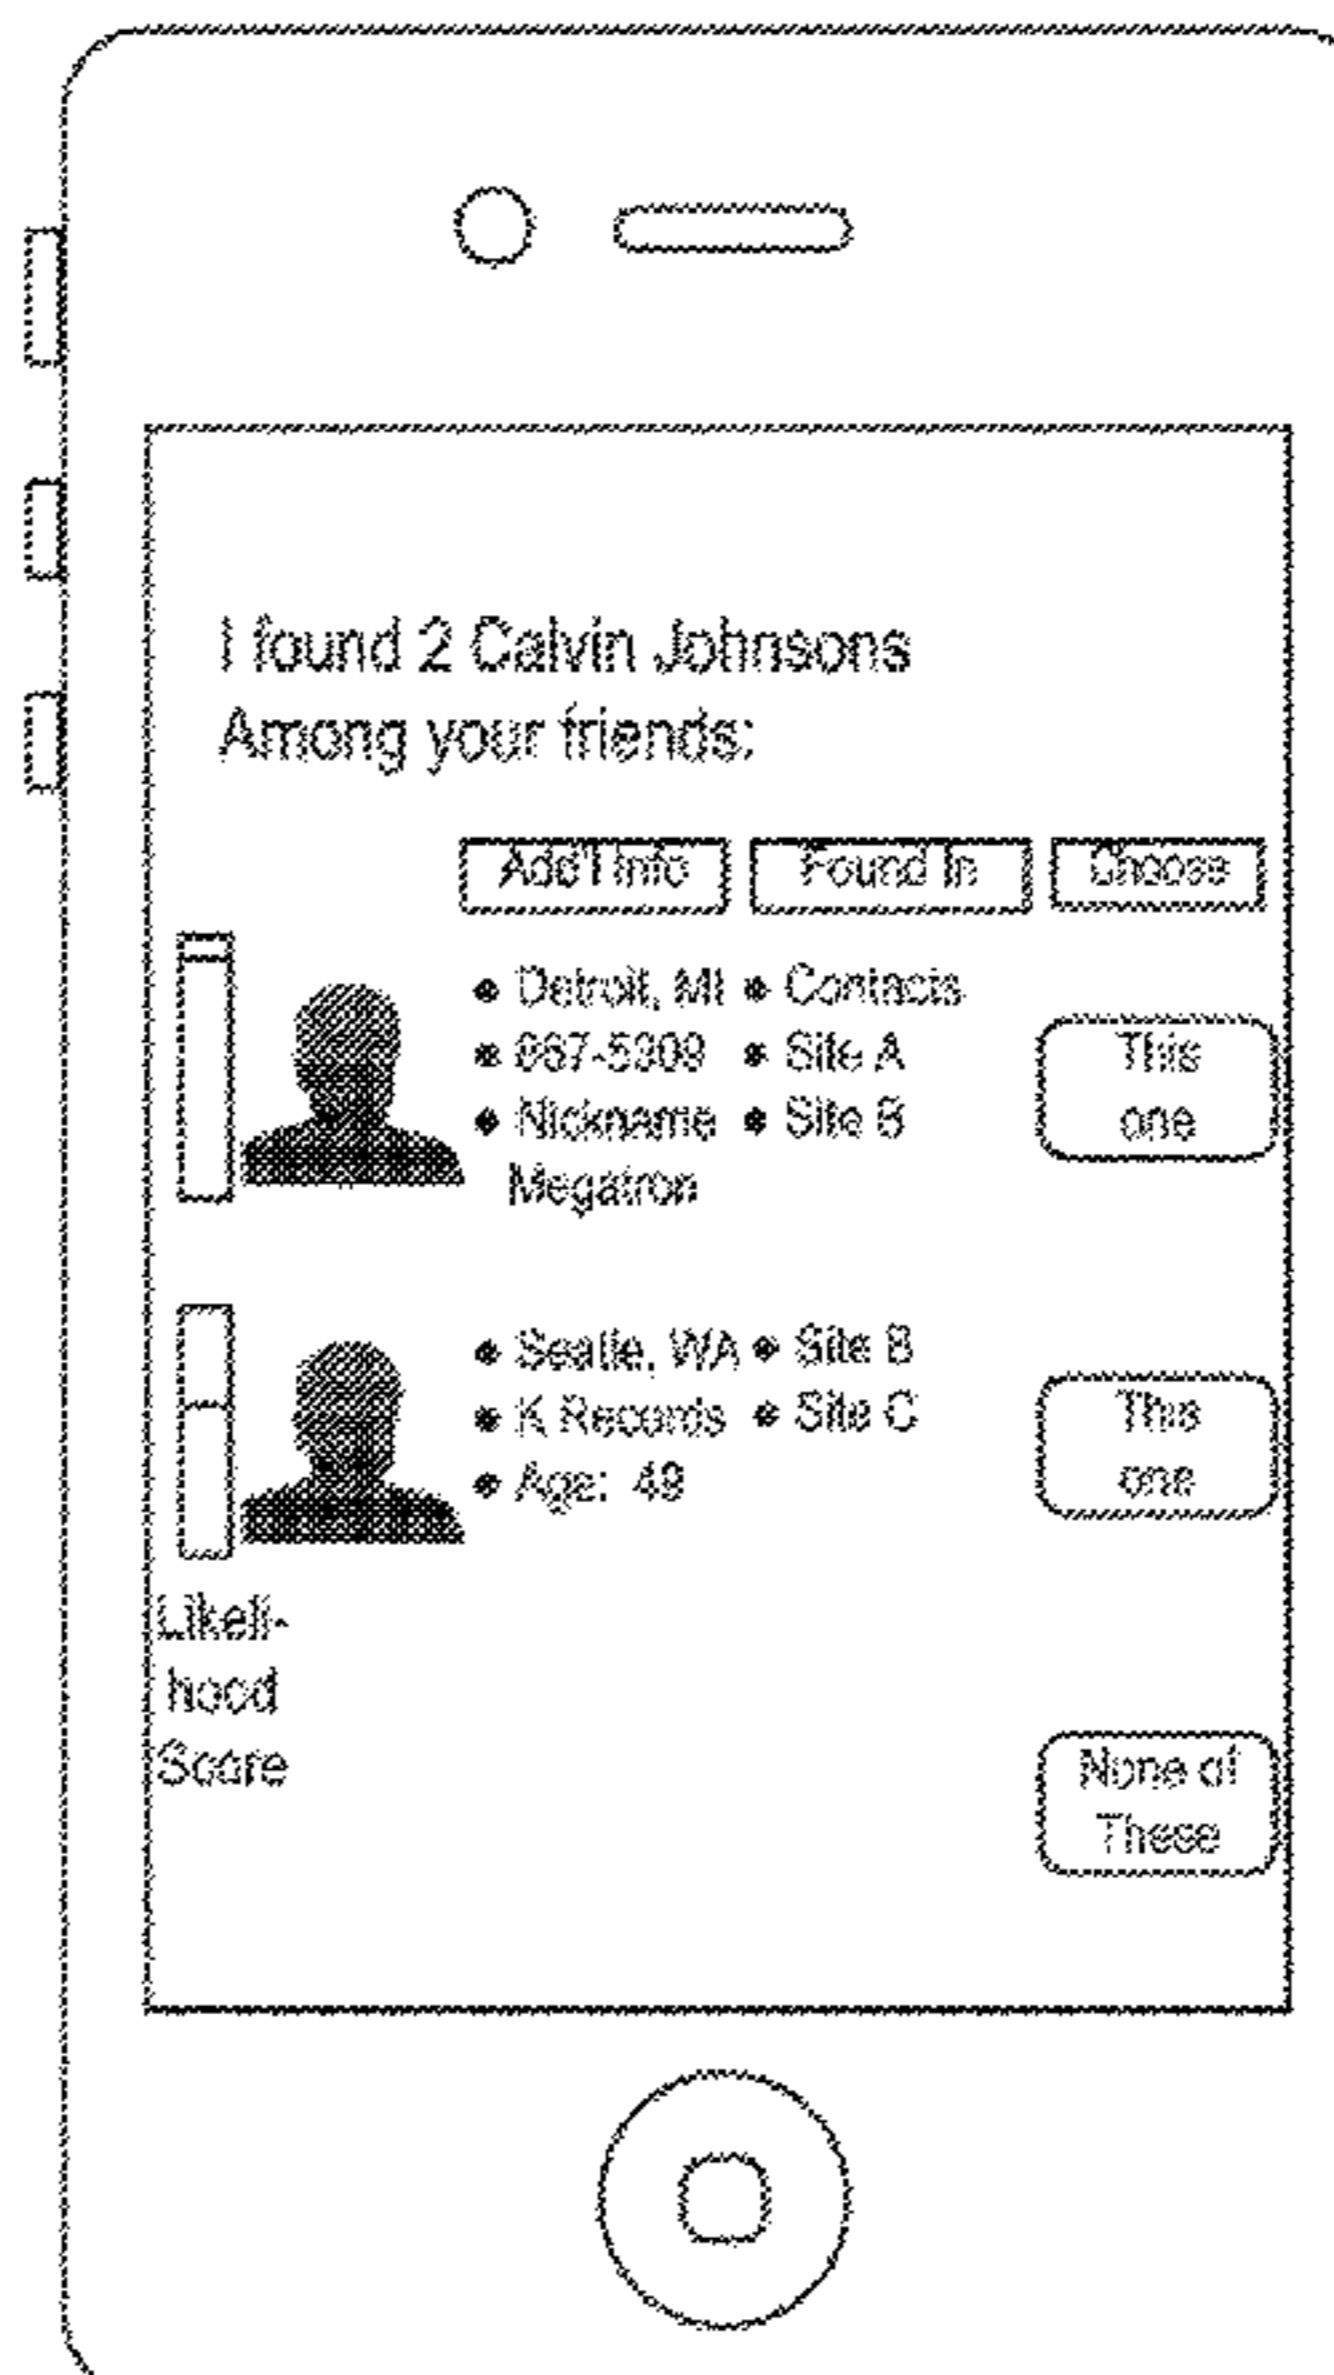 I found 2 Calvin Johnsons
Among your friends:
Add'l Info Found In Choose
• Detroit, MI • Contacts
• 867-5309 • Site A
• Nickname • Site B
Megatron
This
one
• Seatle, WA • Site B
• K Records • Site C
• Age: 49
This
one
Likeli-
hood
Score
None of
These